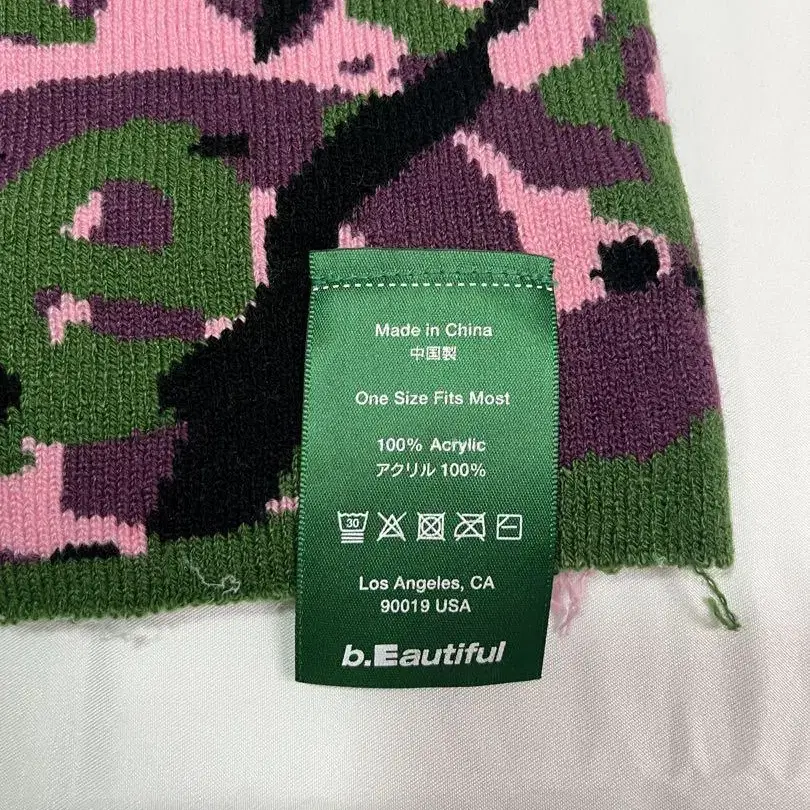 Made in China
中国製
One Size Fits Most
100% Acrylic
アクリル 100%
30
Los Angeles, CA
90019 USA
b.Eautiful